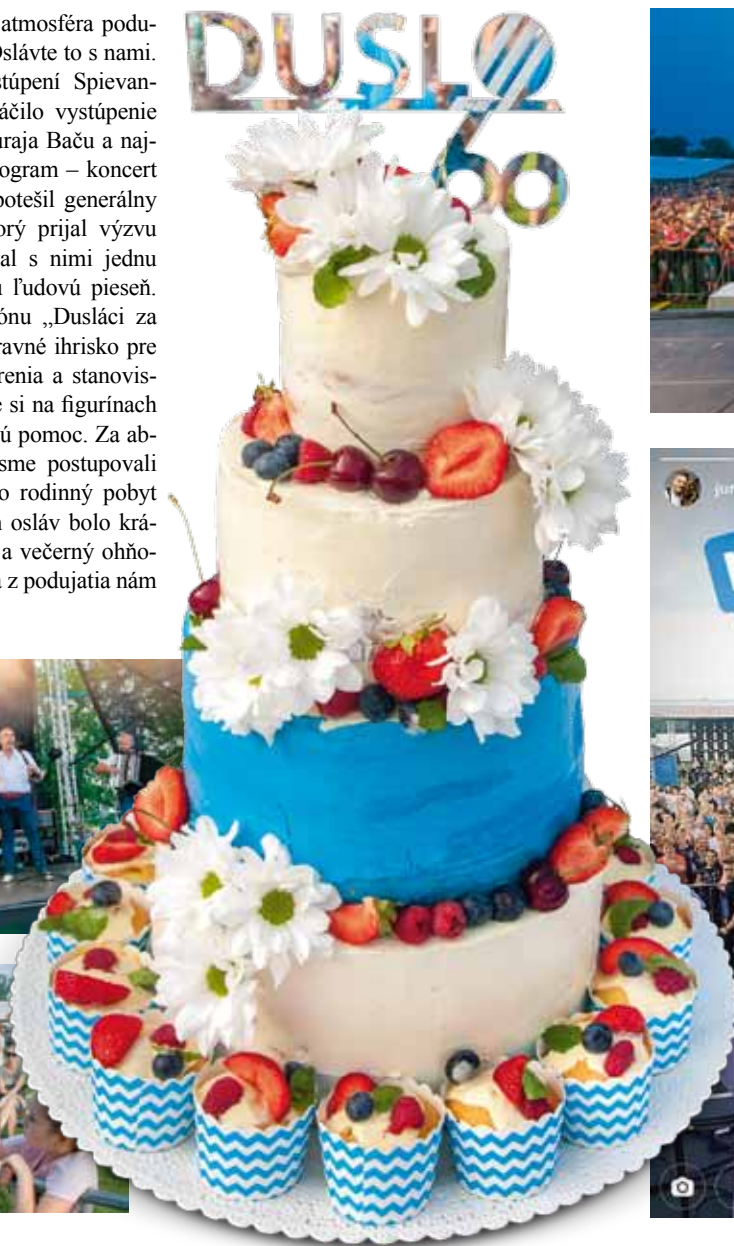 atmosféra podu-
Oslávte to s nami.
stúpení Spievan-
áčilo vystúpenie
uraja Baču a naj-
ogram – koncert
potešil generálny
orý prijal výzvu
al s nimi jednu
ľudovú pieseň.
ónu „Dusláci za
ravné ihrisko pre
renia a stanovis-
e si na figurínach
ú pomoc. Za ab-
sme postupovali
o rodinný pobyt
osláv bolo krá-
a večerný ohňo-
z podujatia nám
DUSLO
60
jur